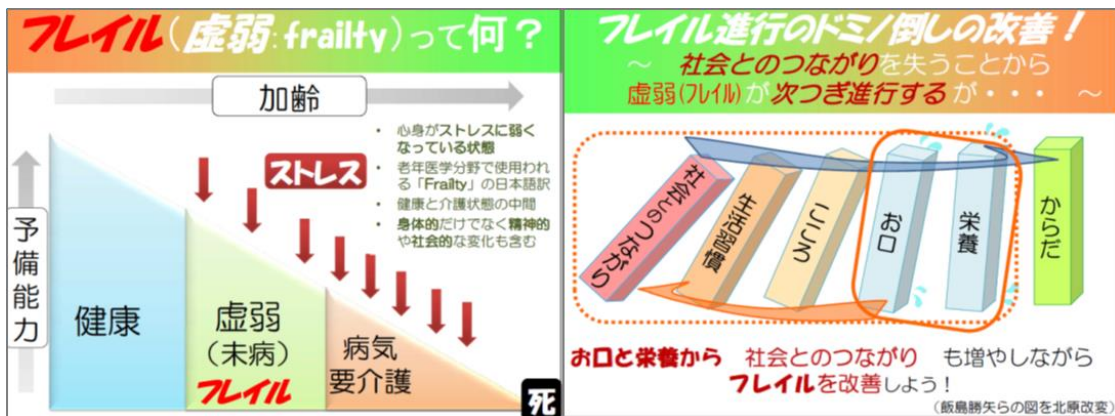 フレイル(虚弱:frailty)って何?
加齢
予備能力
ストレス
• 心身がストレスに弱く
なっている状態
• 老年医学分野で使用われ
る「Frailty」の日本語訳
• 健康と介護状態の中間
• 身体的だけでなく精神的
や社会的な変化も含む
健康
虚弱
(未病)
フレイル
病気
要介護
死
フレイル進行のドミノ倒しの改善!
~ 社会とのつながりを失うことから
虚弱(フレイル)が次つぎ進行するが・・・ ~
社会とのつながり
生活習慣
こころ
お口
栄養
からだ
お口と栄養から 社会とのつながり も増やしながら
フレイルを改善しよう!
(飯島勝矢らの図を北原改変)